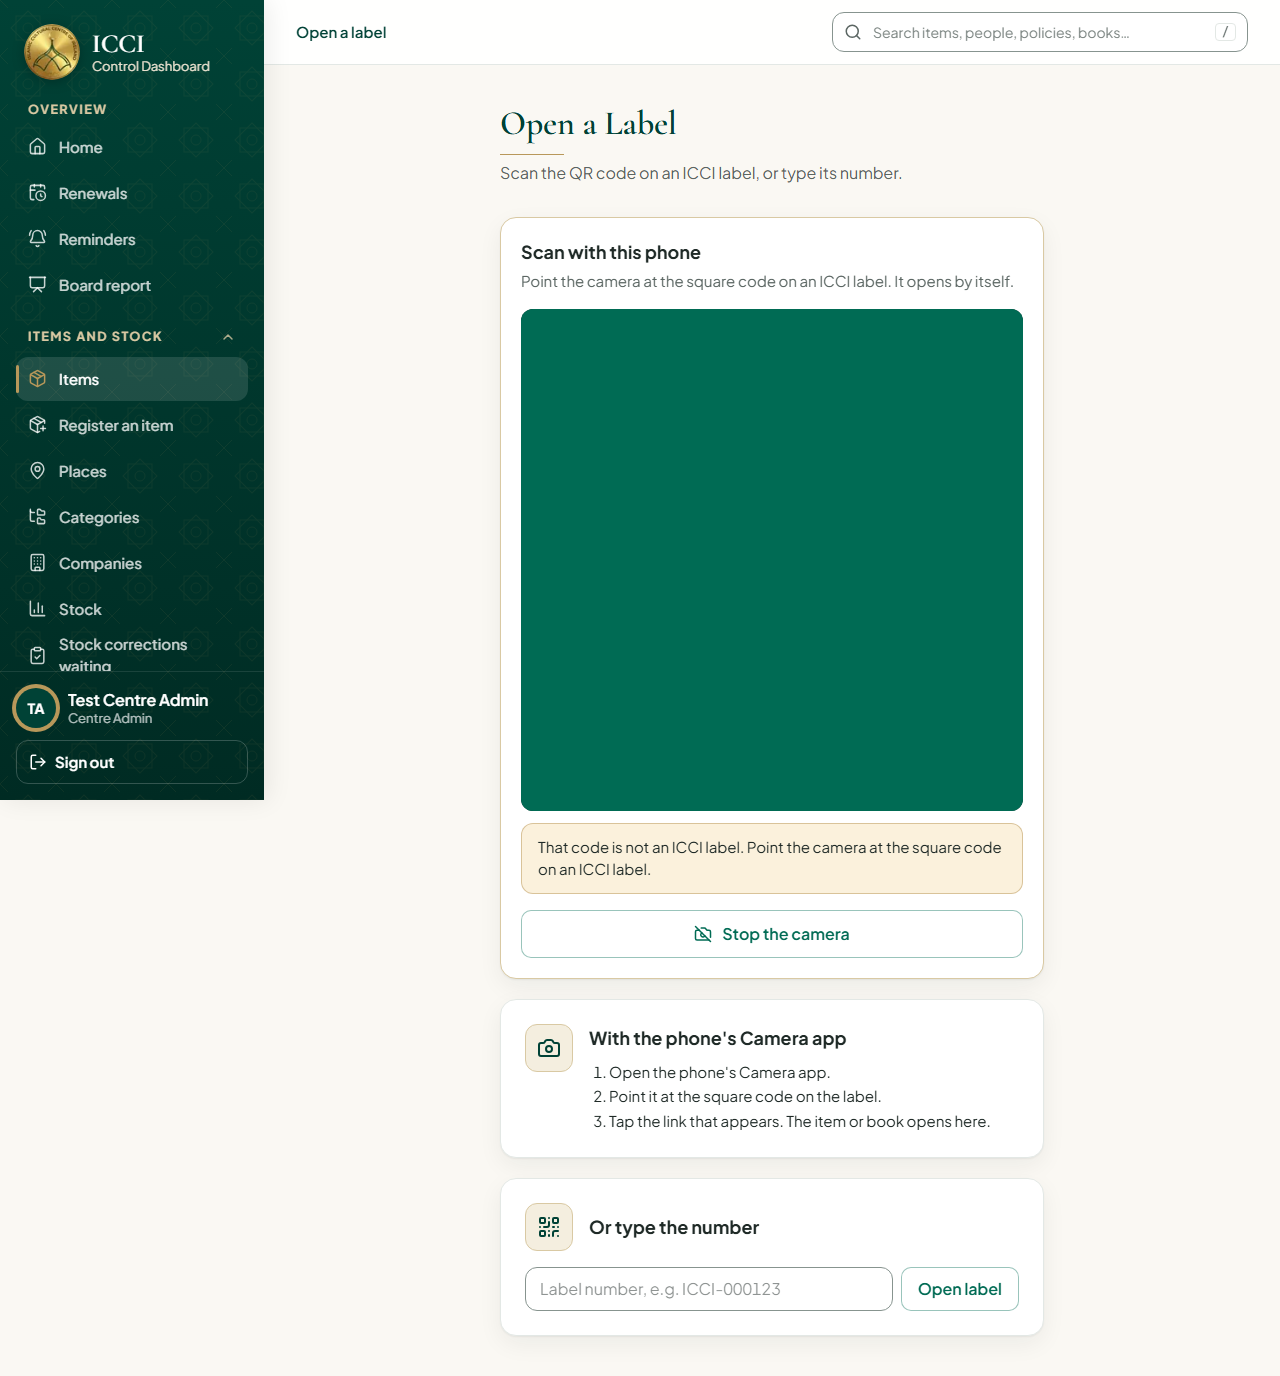 ICCI
Control Dashboard
OVERVIEW
Home
Renewals
Reminders
Board report
ITEMS AND STOCK
Items
Register an item
Places
Categories
Companies
Stock
Stock corrections
waiting
TA
Test Centre Admin
Centre Admin
Sign out
Open a label
Search items, people, policies, books…
/
Open a Label
Scan the QR code on an ICCI label, or type its number.
Scan with this phone
Point the camera at the square code on an ICCI label. It opens by itself.
That code is not an ICCI label. Point the camera at the square code
on an ICCI label.
Stop the camera
With the phone's Camera app
1. Open the phone's Camera app.
2. Point it at the square code on the label.
3. Tap the link that appears. The item or book opens here.
Or type the number
Label number, e.g. ICCI-000123
Open label